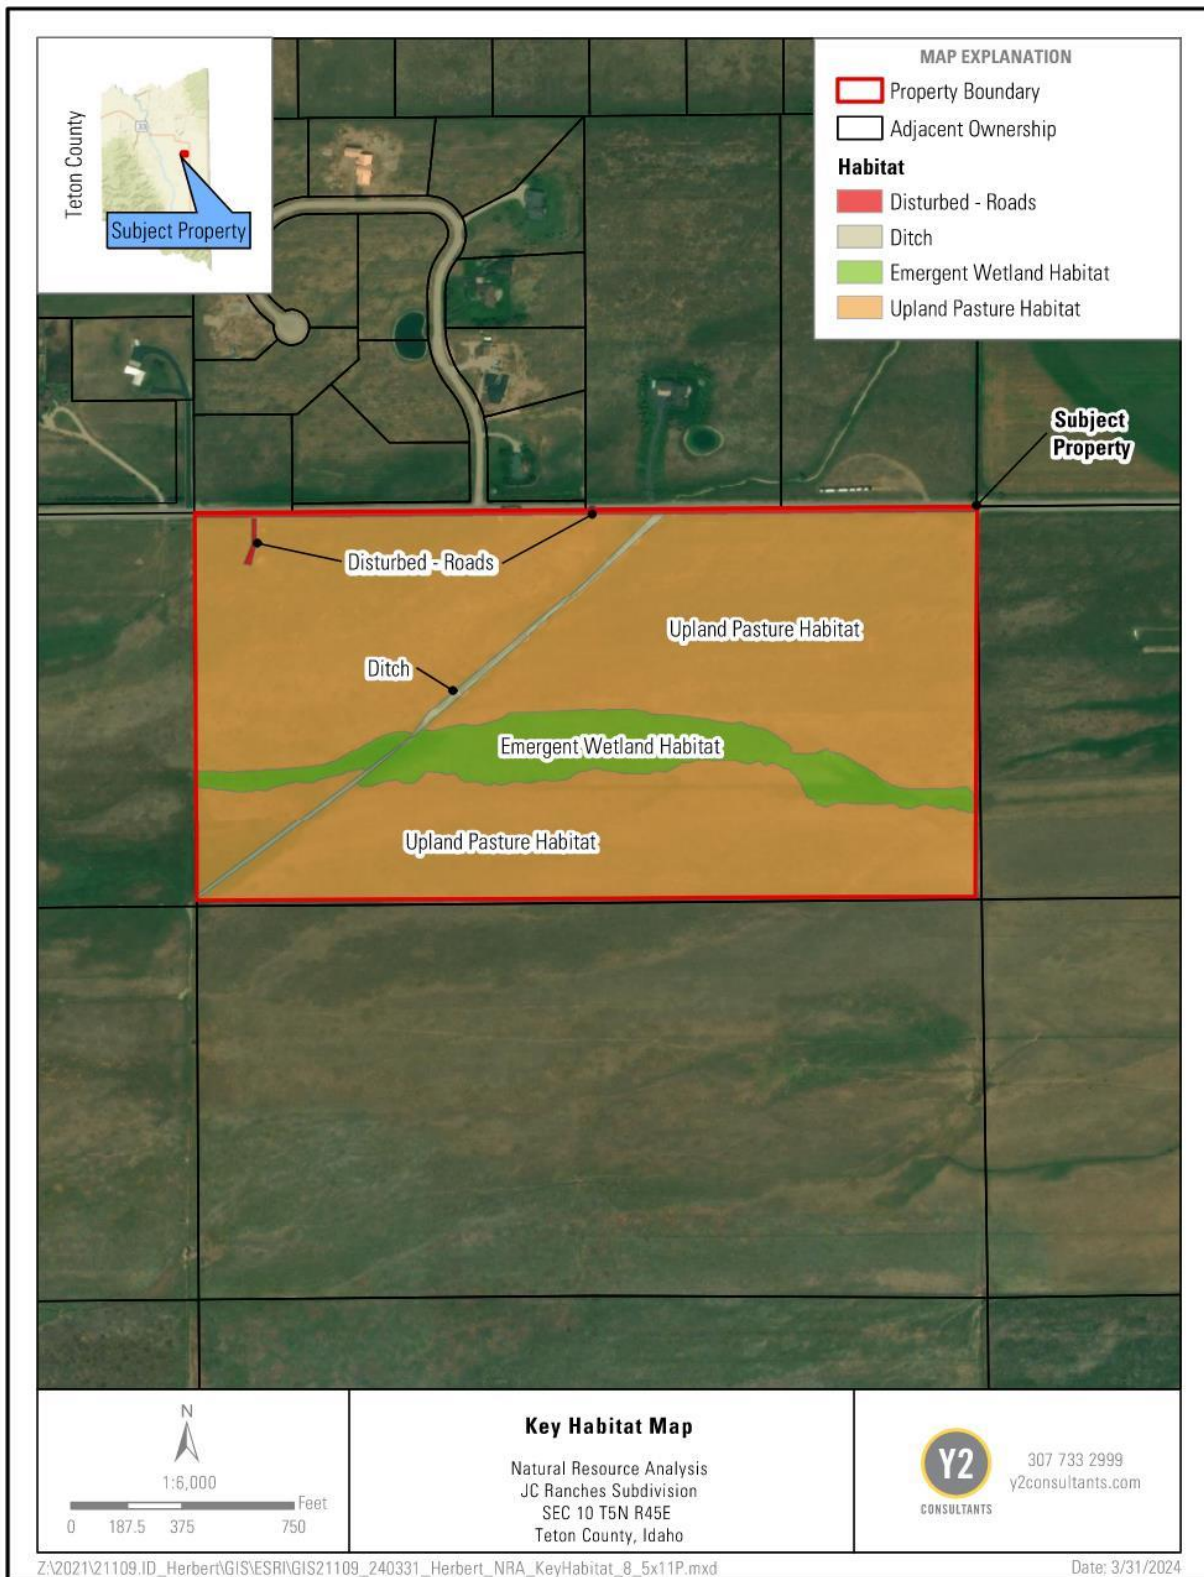 Teton County
33
Subject Property
MAP EXPLANATION
Property Boundary
Adjacent Ownership
Habitat
Disturbed - Roads
Ditch
Emergent Wetland Habitat
Upland Pasture Habitat
Subject
Property
Disturbed - Roads
Upland Pasture Habitat
Ditch
Emergent Wetland Habitat
Upland Pasture Habitat
N
1:6,000
Feet
0 187.5 375 750
Key Habitat Map
Natural Resource Analysis
JC Ranches Subdivision
SEC 10 T5N R45E
Teton County, Idaho
Y2
CONSULTANTS
307 733 2999
y2consultants.com
Z:\2021\21109.ID_Herbert\GIS\ESRI\GIS21109_240331_Herbert_NRA_KeyHabitat_8_5x11P.mxd
Date: 3/31/2024